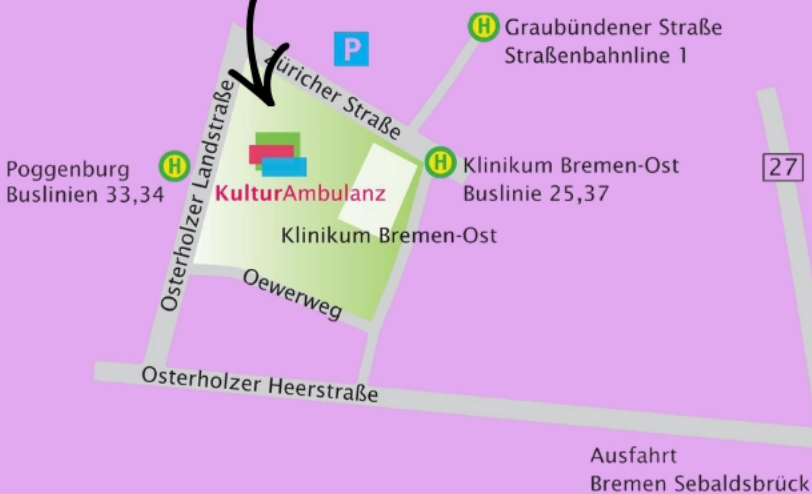 H Graubündener Straße
Straßenbahnline 1
P
Züricher Straße
Osterholzer Landstraße
Poggenburg H
Buslinien 33,34
KulturAmbulanz
H Klinikum Bremen-Ost
Buslinie 25,37
27
Klinikum Bremen-Ost
Oewerweg
Osterholzer Heerstraße
Ausfahrt
Bremen Sebaldsbrück